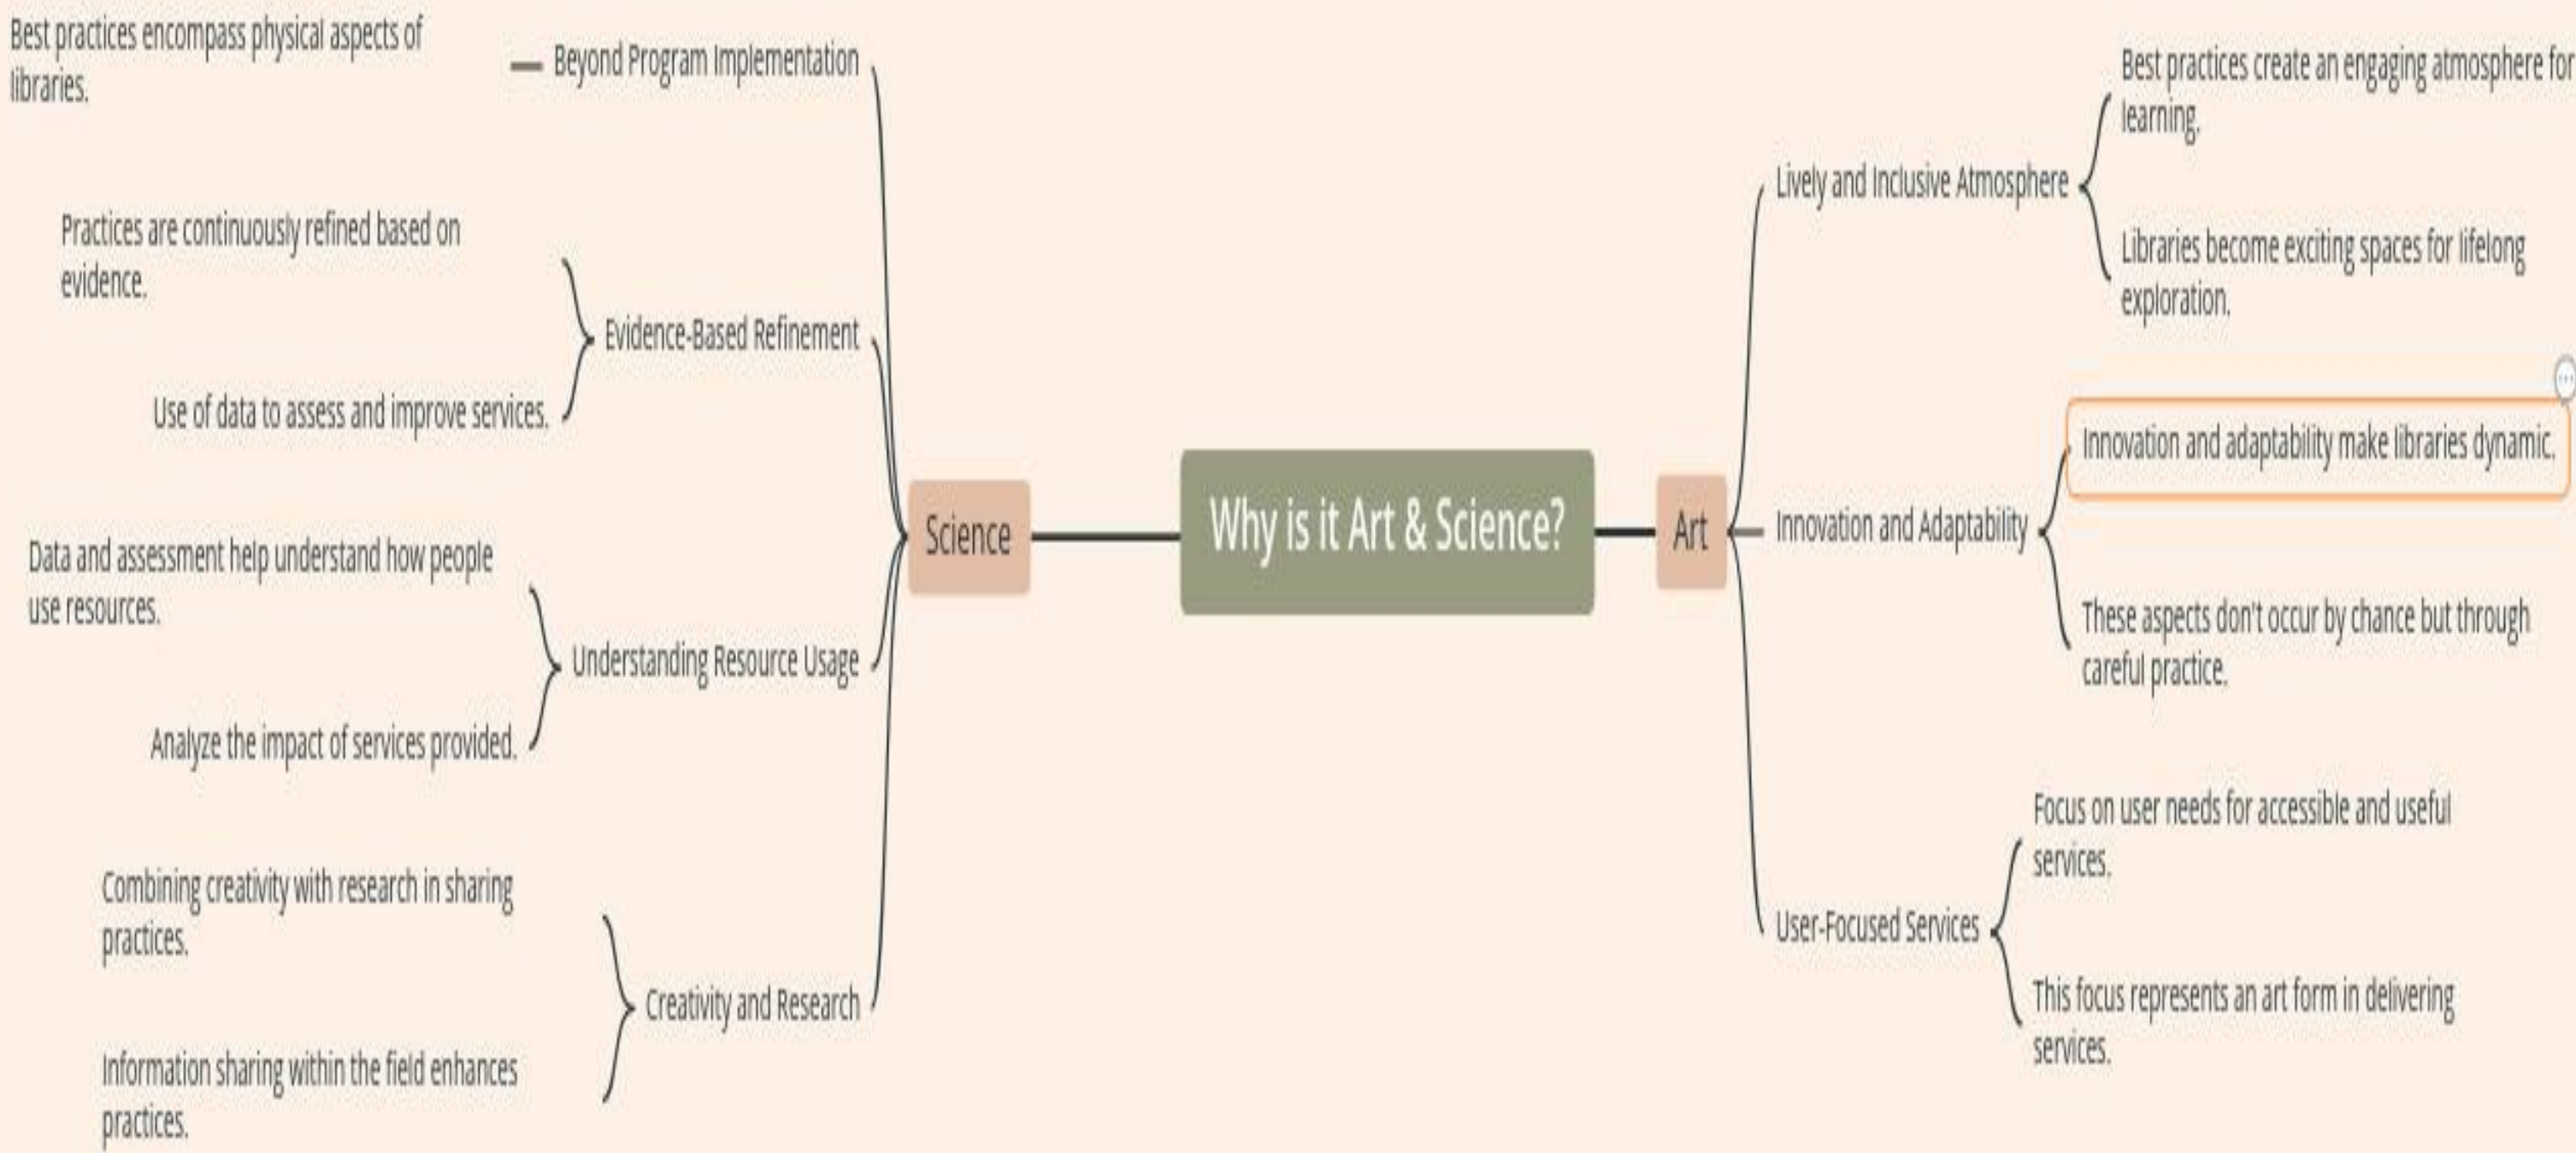 Why is it Art & Science?
Science
Beyond Program Implementation
Best practices encompass physical aspects of
libraries.
Evidence-Based Refinement
Practices are continuously refined based on
evidence.
Use of data to assess and improve services.
Understanding Resource Usage
Data and assessment help understand how people
use resources.
Analyze the impact of services provided.
Creativity and Research
Combining creativity with research in sharing
practices.
Information sharing within the field enhances
practices.
Art
Lively and Inclusive Atmosphere
Best practices create an engaging atmosphere for
learning.
Libraries become exciting spaces for lifelong
exploration.
Innovation and Adaptability
Innovation and adaptability make libraries dynamic.
These aspects don't occur by chance but through
careful practice.
User-Focused Services
Focus on user needs for accessible and useful
services.
This focus represents an art form in delivering
services.